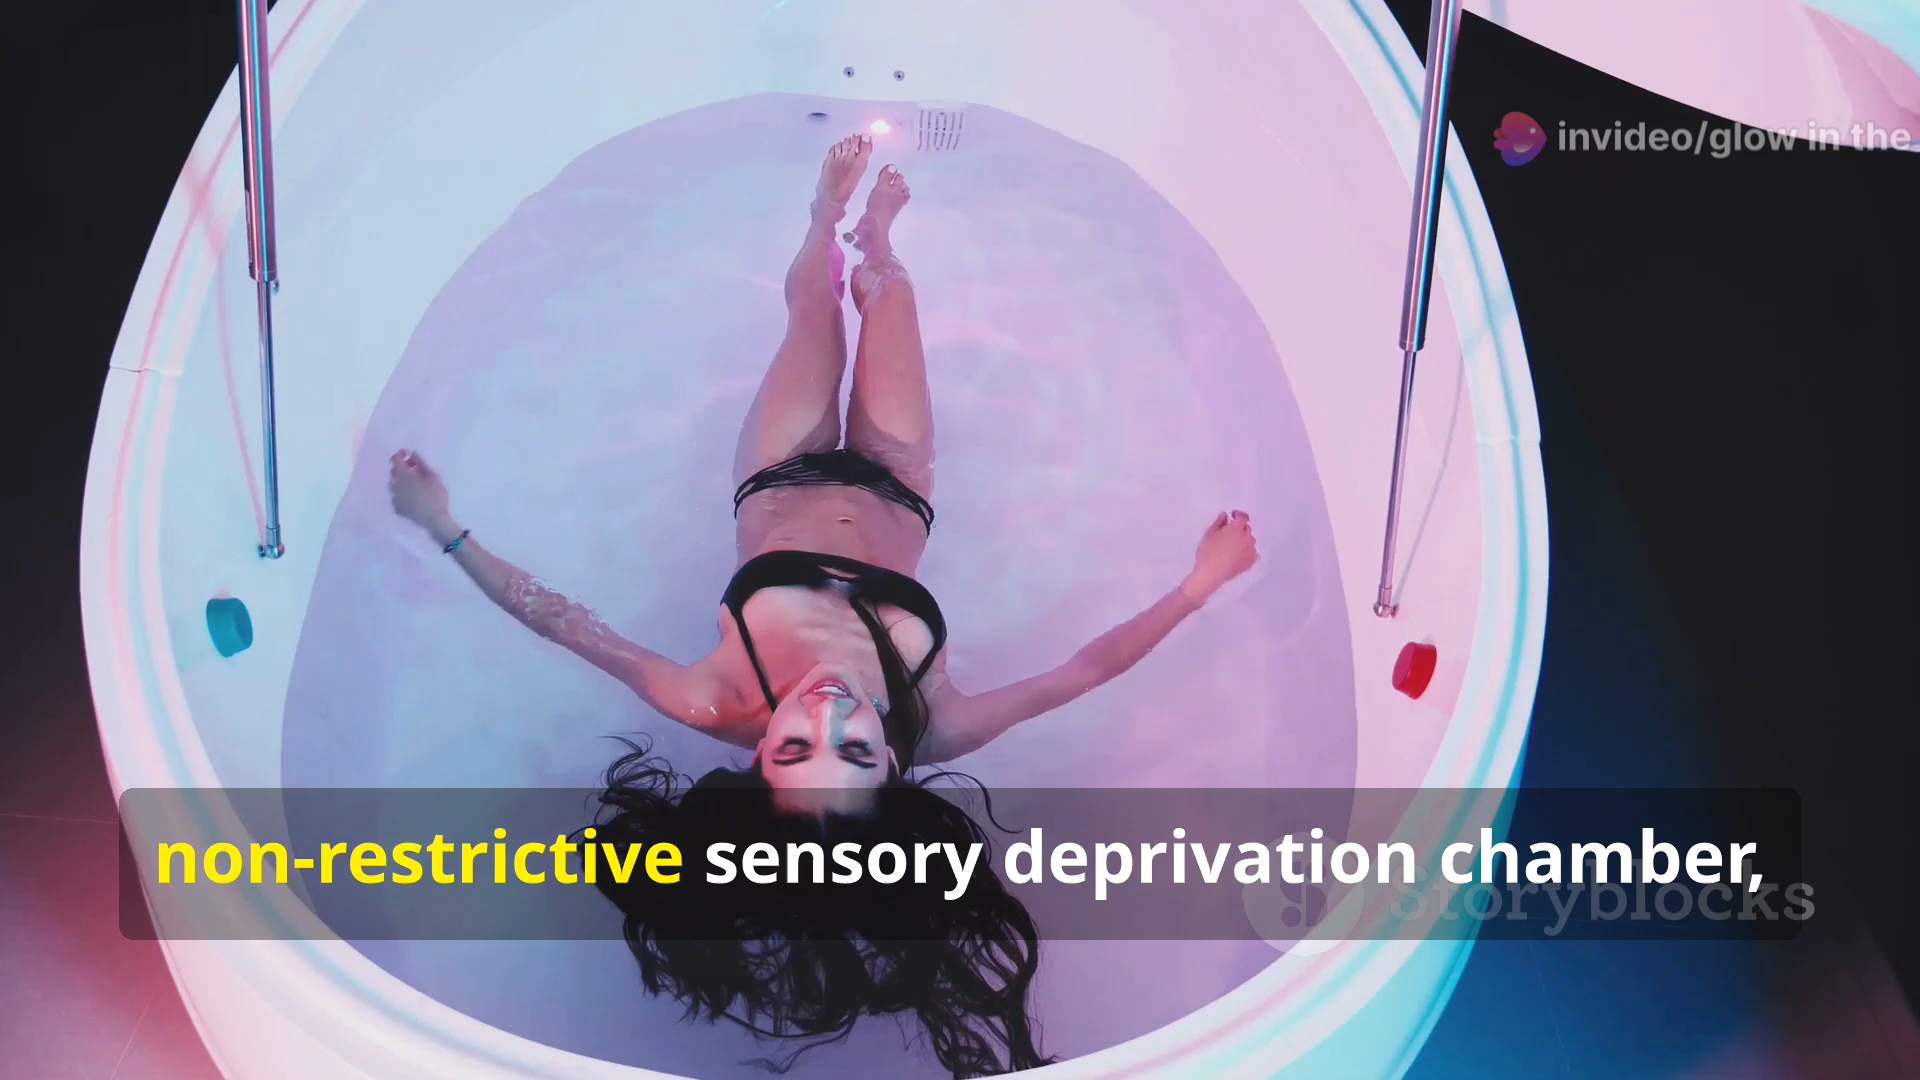 invideo/glow in the
non-restrictive sensory deprivation chamber,
Storyblocks